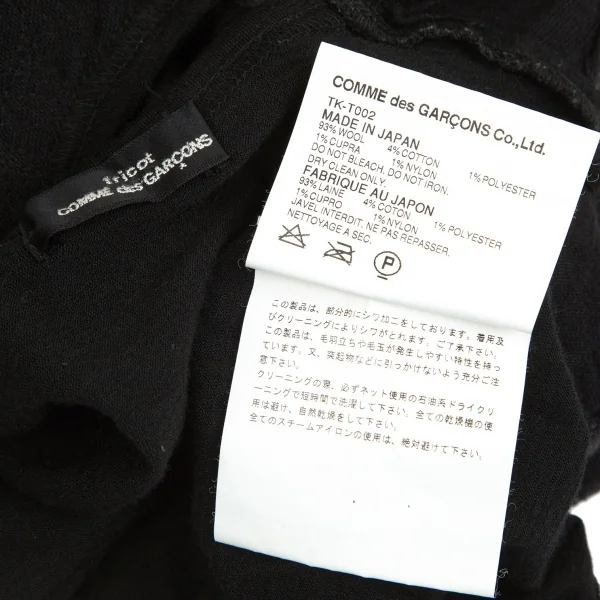 tricot
COMME des GARÇONS
COMME des GARÇONS Co.,Ltd.
TK-T002
MADE IN JAPAN
93% WOOL 4% COTTON 1% POLYESTER
1% CUPRA 1% NYLON
DO NOT BLEACH. DO NOT IRON.
DRY CLEAN ONLY.
FABRIQUE AU JAPON
93% LAINE 4% COTON
1% CUPRO 1% NYLON 1% POLYESTER
JAVEL INTERDIT. NE PAS REPASSER.
NETTOYAGE A SEC.
P
この製品は、部分的にシワ加工をしております。着用及
びクリーニングによりシワがとれます。ご了承下さい。
この製品は、毛羽立ちや毛玉が発生しやすい特性を持っ
ています。又、突起物などに引っかけないよう充分ご注
意下さい。
クリーニングの際、必ずネット使用の石油系ドライクリ
ーニングで短時間で洗濯して下さい。全ての乾燥機の使
用は避け、自然乾燥をして下さい。
全てのスチームアイロンの使用は、絶対避けて下さい。